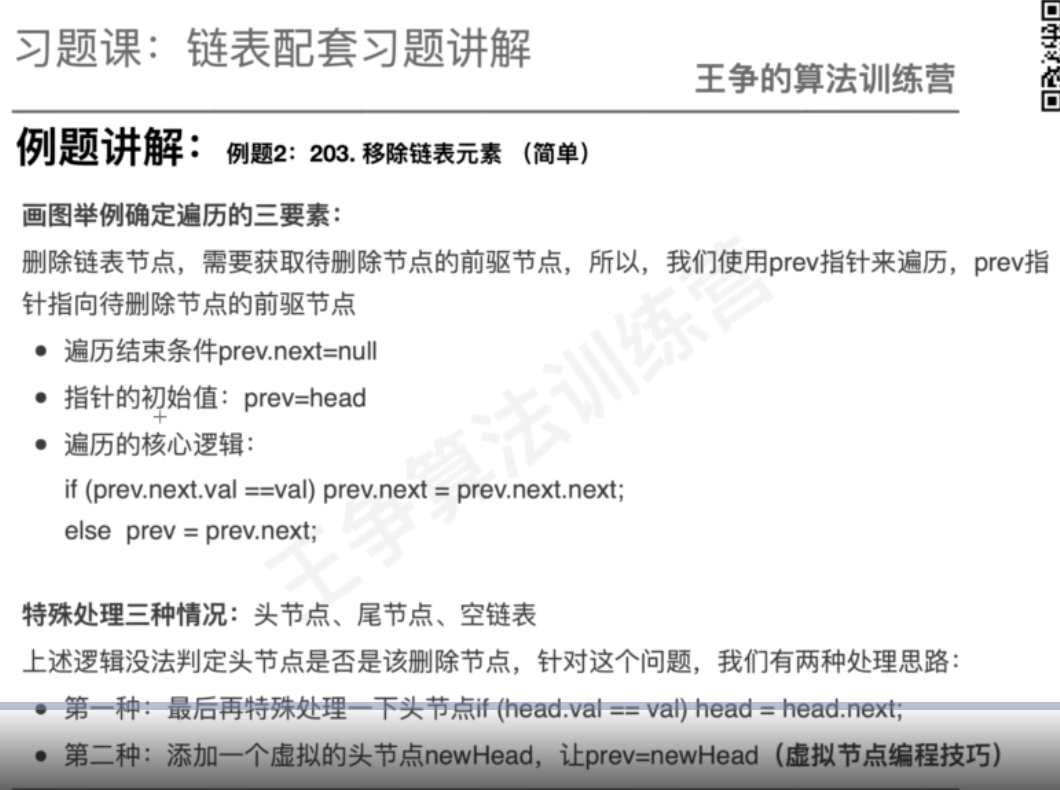 习题课：链表配套习题讲解
王争的算法训练营
例题讲解： 例题2：203. 移除链表元素 （简单）
画图举例确定遍历的三要素：
删除链表节点，需要获取待删除节点的前驱节点，所以，我们使用prev指针来遍历，prev指
针指向待删除节点的前驱节点
● 遍历结束条件prev.next=null
● 指针的初始值：prev=head
● 遍历的核心逻辑：
if (prev.next.val ==val) prev.next = prev.next.next;
else prev = prev.next;
特殊处理三种情况：头节点、尾节点、空链表
上述逻辑没法判定头节点是否是该删除节点，针对这个问题，我们有两种处理思路：
● 第一种：最后再特殊处理一下头节点if (head.val == val) head = head.next;
● 第二种：添加一个虚拟的头节点newHead，让prev=newHead（虚拟节点编程技巧）
王争算法训练营